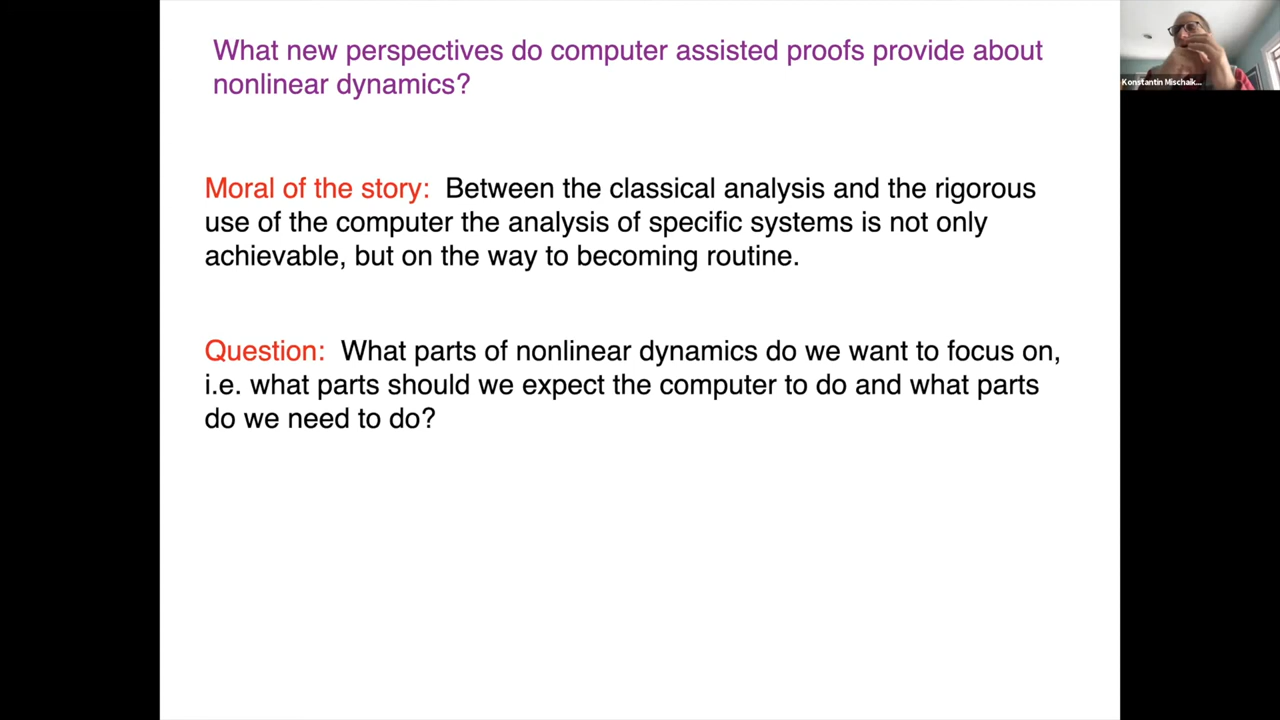 What new perspectives do computer assisted proofs provide about
nonlinear dynamics?
Konstantin Mischaik...
Moral of the story: Between the classical analysis and the rigorous
use of the computer the analysis of specific systems is not only
achievable, but on the way to becoming routine.
Question: What parts of nonlinear dynamics do we want to focus on,
i.e. what parts should we expect the computer to do and what parts
do we need to do?